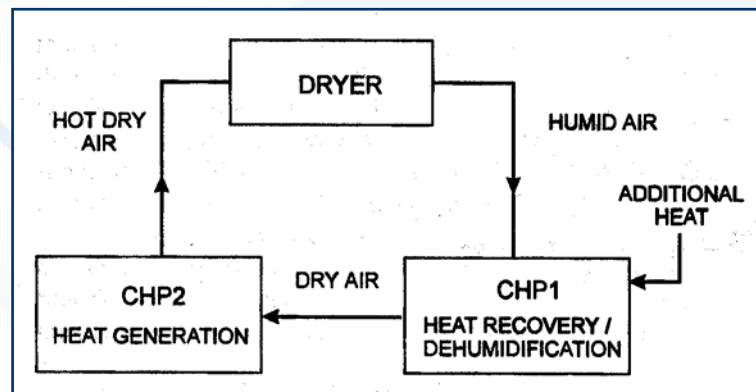 DRYER
HOT DRY
AIR
HUMID AIR
ADDITIONAL
HEAT
CHP2
HEAT GENERATION
DRY AIR
CHP1
HEAT RECOVERY /
DEHUMIDIFICATION